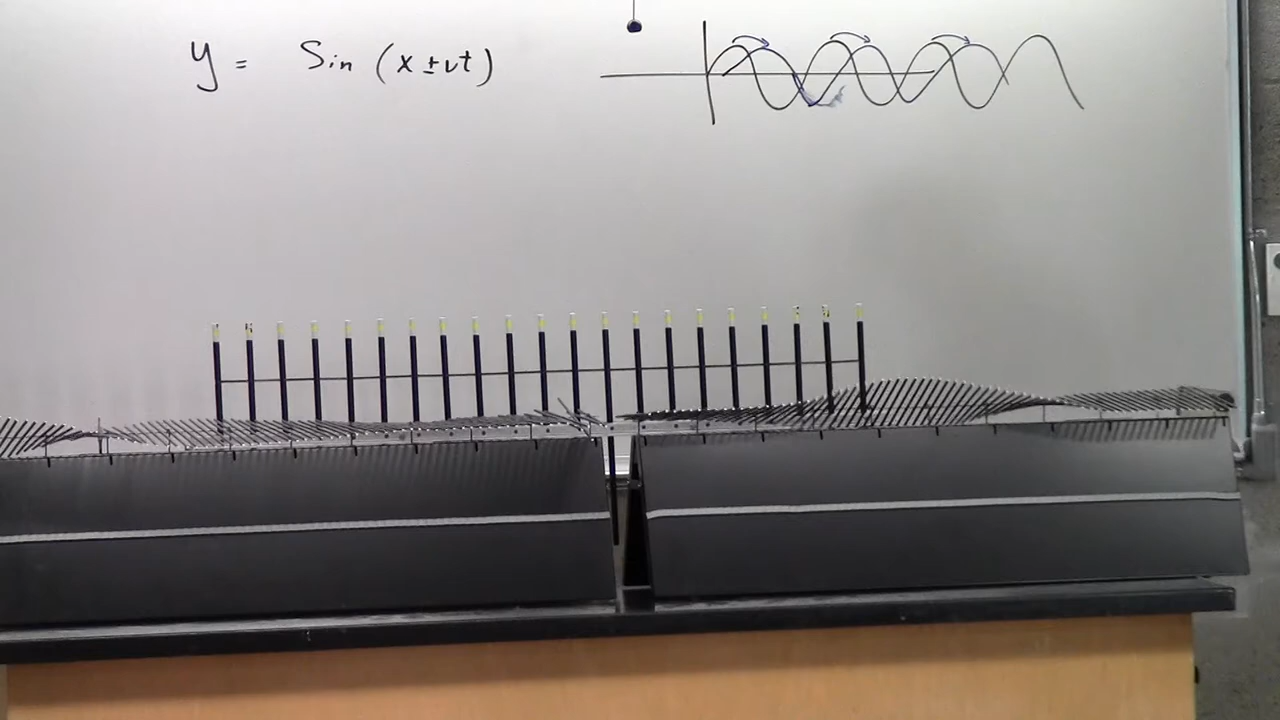 y = Sin (x ± vt)